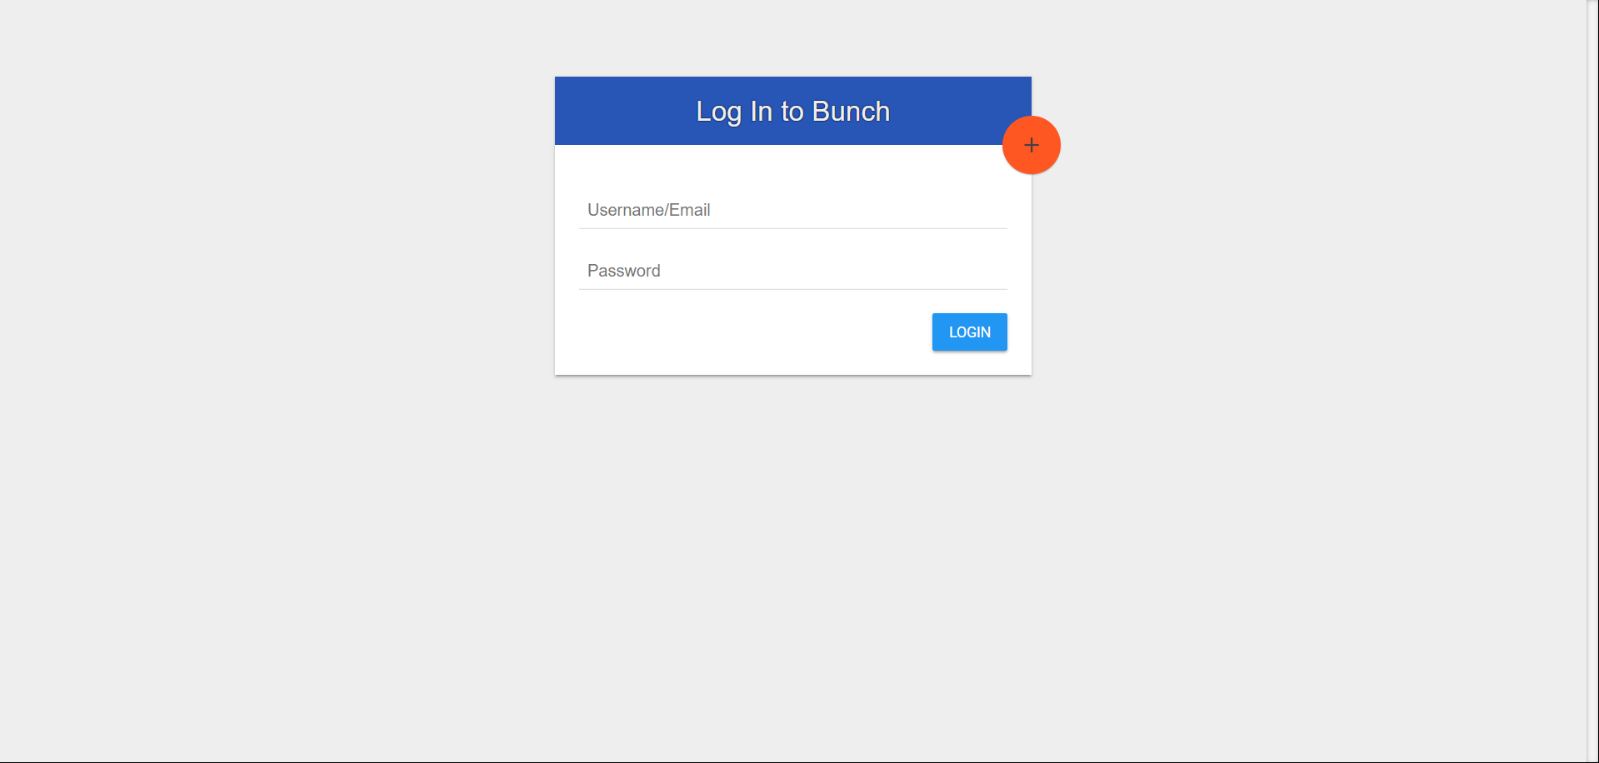 Log In to Bunch
+
Username/Email
Password
LOGIN